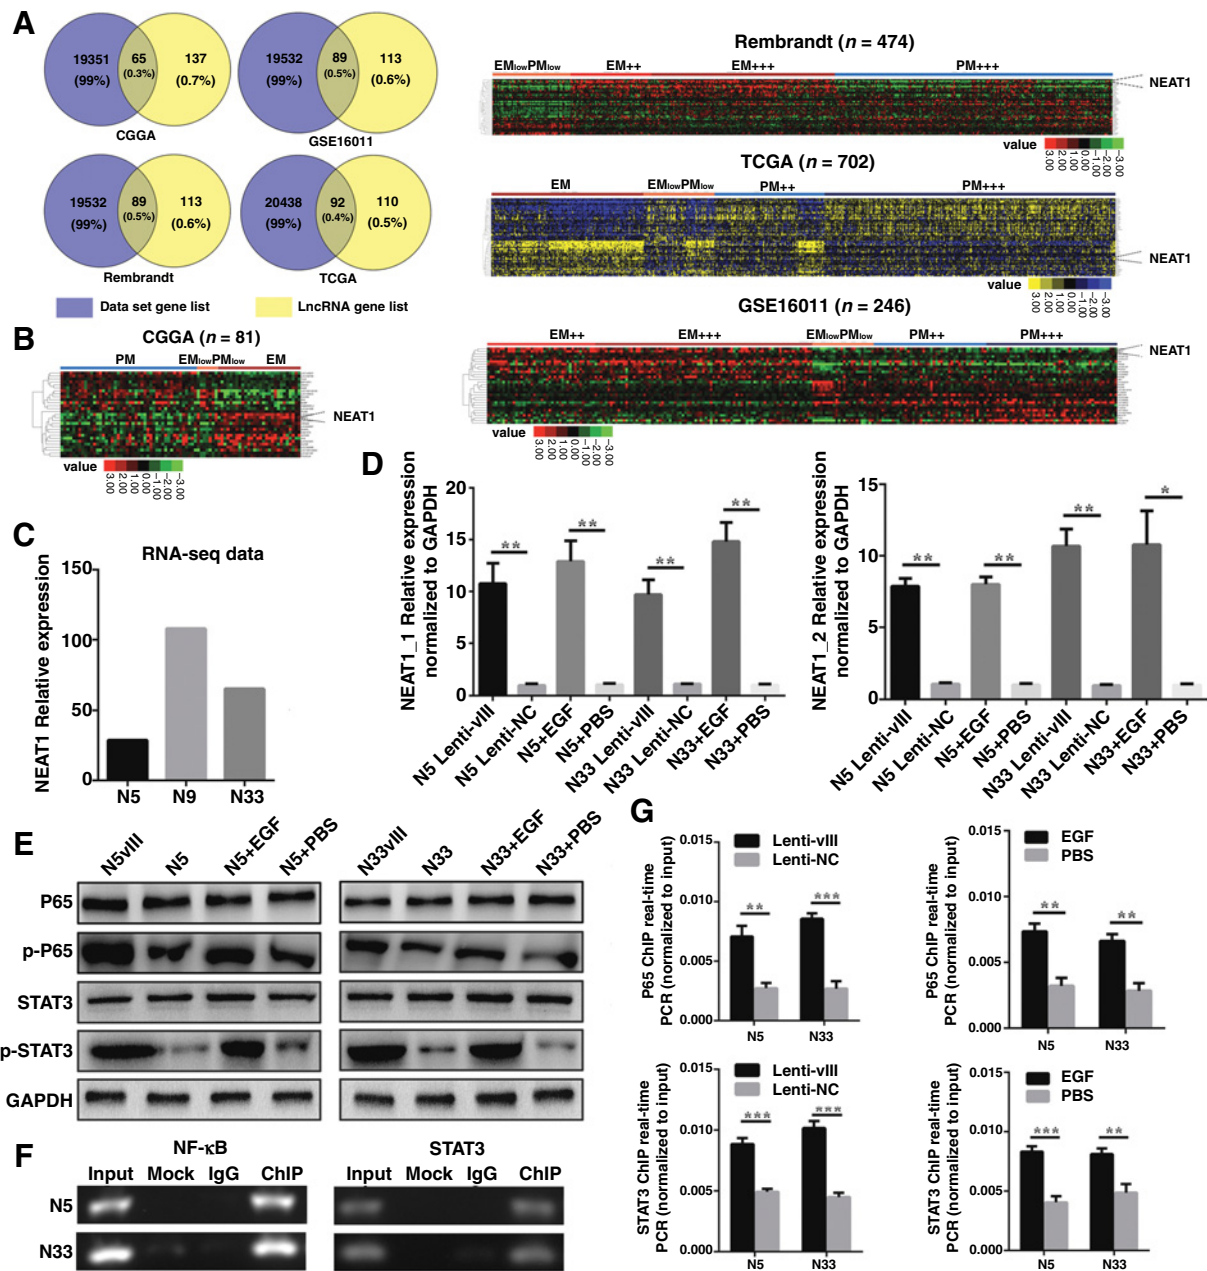 A
19351 (99%)
65 (0.3%)
137 (0.7%)
CGGA
19532 (99%)
89 (0.5%)
113 (0.6%)
GSE16011
19532 (99%)
89 (0.5%)
113 (0.6%)
Rembrandt
20438 (99%)
92 (0.4%)
110 (0.5%)
TCGA
Data set gene list
LncRNA gene list
B
CGGA (n = 81)
PM EMlowPMlow EM
NEAT1
value
3.00 2.00 1.00 0.00 −1.00 −2.00 −3.00
Rembrandt (n = 474)
EMlowPMlow EM++ EM+++ PM+++
NEAT1
value
3.00 2.00 1.00 0.00 −1.00 −2.00 −3.00
TCGA (n = 702)
EM EMlowPMlow PM++ PM+++
NEAT1
value
3.00 2.00 1.00 0.00 −1.00 −2.00 −3.00
GSE16011 (n = 246)
EM++ EM+++ EMlowPMlow PM++ PM+++
NEAT1
value
3.00 2.00 1.00 0.00 −1.00 −2.00 −3.00
C
RNA-seq data
NEAT1 Relative expression
150
100
50
0
N5 N9 N33
D
NEAT1_1 Relative expression
normalized to GAPDH
20
15
10
5
0
** ** ** **
N5 Lenti-vIII
N5 Lenti-NC
N5+EGF
N5+PBS
N33 Lenti-vIII
N33 Lenti-NC
N33+EGF
N33+PBS
NEAT1_2 Relative expression
normalized to GAPDH
15
10
5
0
** ** ** *
N5 Lenti-vIII
N5 Lenti-NC
N5+EGF
N5+PBS
N33 Lenti-vIII
N33 Lenti-NC
N33+EGF
N33+PBS
E
N5vIII N5 N5+EGF N5+PBS
N33vIII N33 N33+EGF N33+PBS
P65
p-P65
STAT3
p-STAT3
GAPDH
F
NF-κB
Input Mock IgG ChIP
STAT3
Input Mock IgG ChIP
N5
N33
G
P65 ChIP real-time
PCR (normalized to input)
0.015
0.010
0.005
0.000
Lenti-vIII
Lenti-NC
** ***
N5 N33
P65 ChIP real-time
PCR (normalized to input)
0.015
0.010
0.005
0.000
EGF
PBS
** **
N5 N33
STAT3 ChIP real-time
PCR (normalized to input)
0.015
0.010
0.005
0.000
Lenti-vIII
Lenti-NC
*** ***
N5 N33
STAT3 ChIP real-time
PCR (normalized to input)
0.015
0.010
0.005
0.000
EGF
PBS
*** **
N5 N33